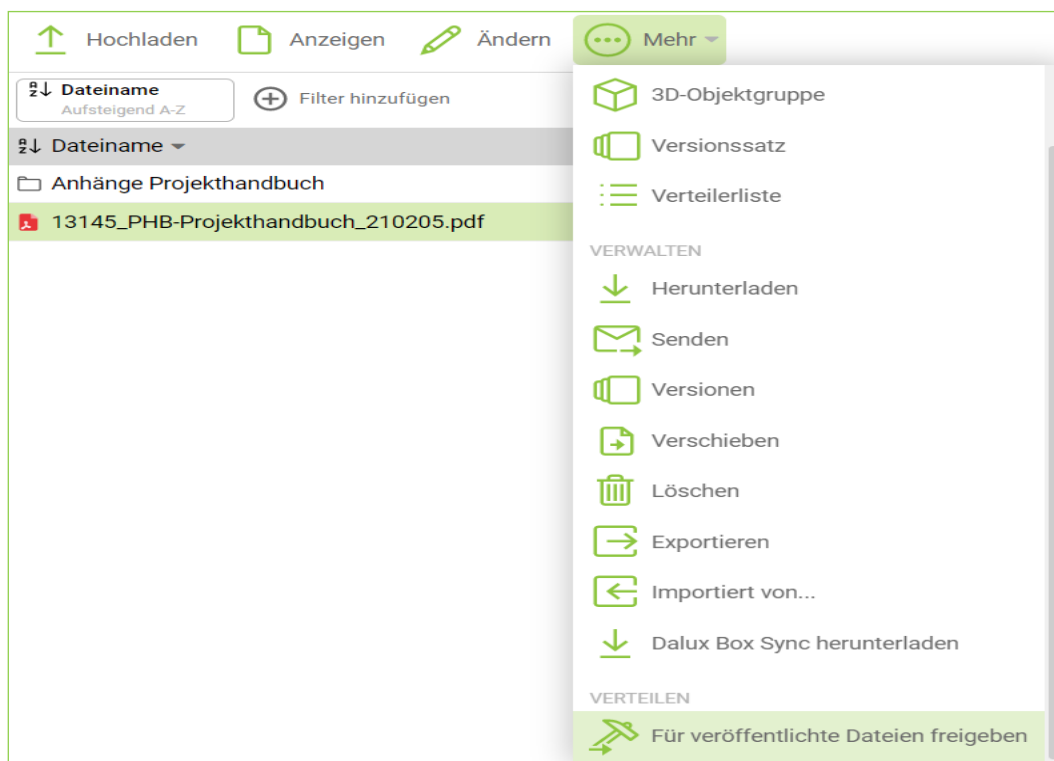 Hochladen Anzeigen Ändern Mehr
Dateiname
Aufsteigend A-Z
Filter hinzufügen
Dateiname
Anhänge Projekthandbuch
13145_PHB-Projekthandbuch_210205.pdf
3D-Objektgruppe
Versionssatz
Verteilerliste
VERWALTEN
Herunterladen
Senden
Versionen
Verschieben
Löschen
Exportieren
Importiert von...
Dalux Box Sync herunterladen
VERTEILEN
Für veröffentlichte Dateien freigeben